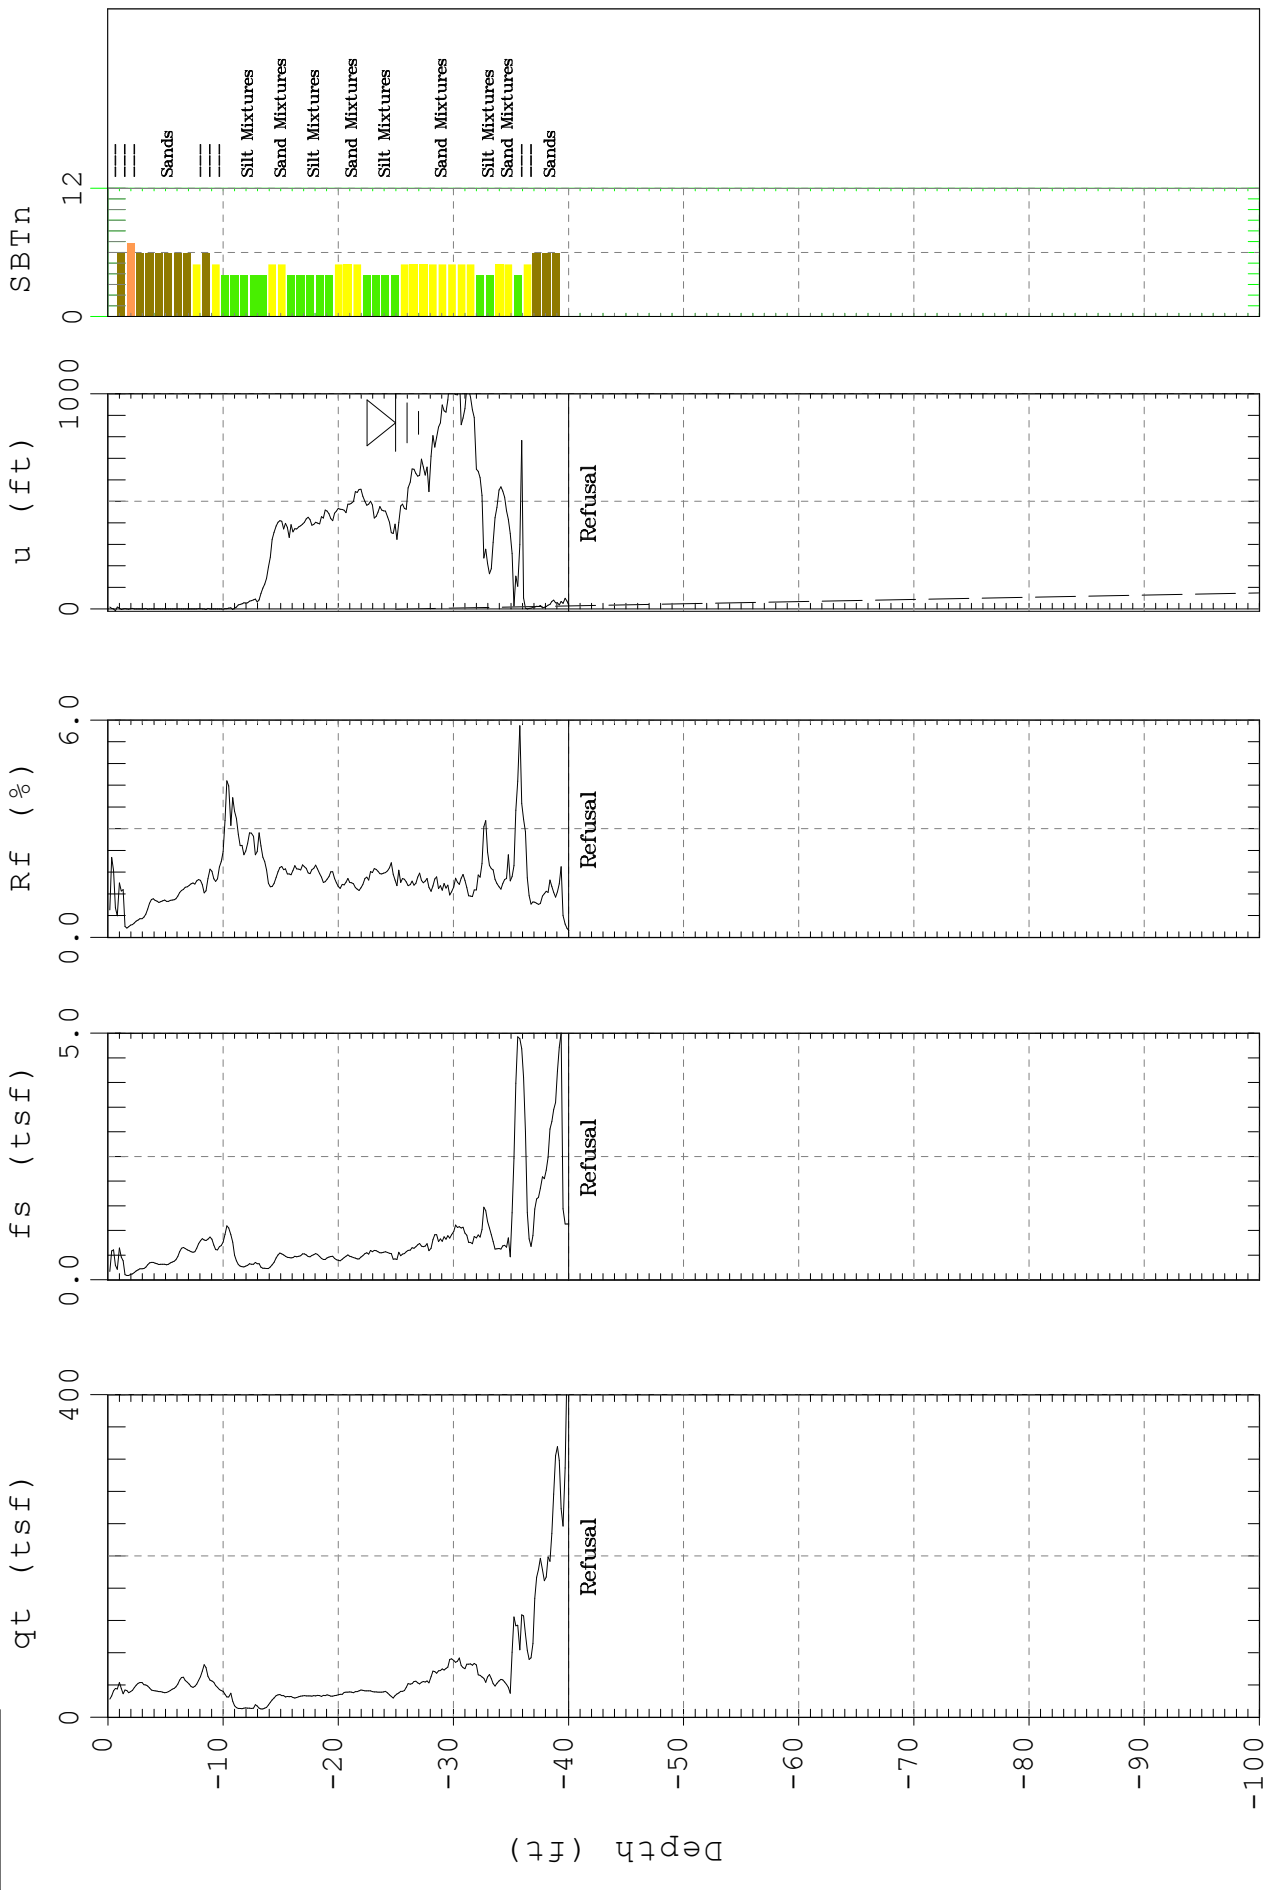 qt (tsf)
0
400
fs (tsf)
0.0
5.0
Rf (%)
0.0
6.0
u (ft)
0
1000
SBTn
0
12
Depth (ft)
0
-10
-20
-30
-40
-50
-60
-70
-80
-90
-100
Refusal
Refusal
Refusal
Refusal
Sands
Silt Mixtures
Sand Mixtures
Silt Mixtures
Sand Mixtures
Silt Mixtures
Sand Mixtures
Silt Mixtures
Sand Mixtures
Sands